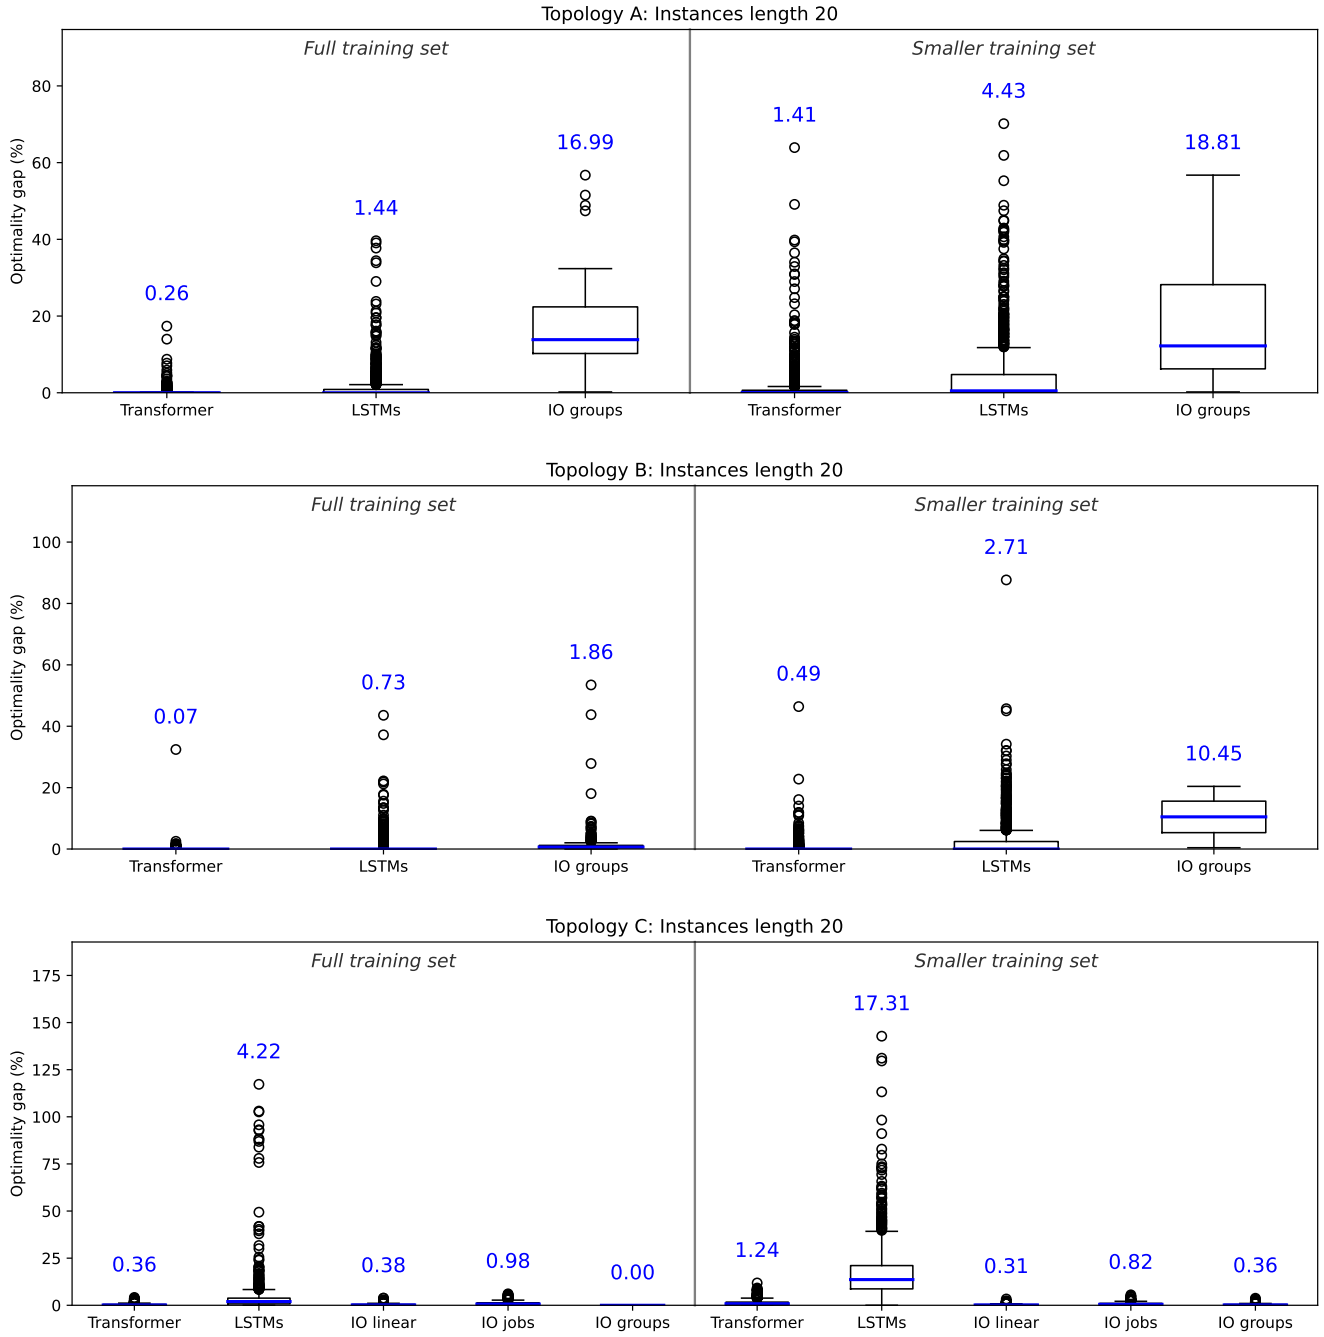 Topology A: Instances length 20
Full training set
Smaller training set
Optimality gap (%)
80
60
40
20
0
0.26
1.44
16.99
1.41
4.43
18.81
Transformer
LSTMs
IO groups
Transformer
LSTMs
IO groups
Topology B: Instances length 20
Full training set
Smaller training set
Optimality gap (%)
100
80
60
40
20
0
0.07
0.73
1.86
0.49
2.71
10.45
Transformer
LSTMs
IO groups
Transformer
LSTMs
IO groups
Topology C: Instances length 20
Full training set
Smaller training set
Optimality gap (%)
175
150
125
100
75
50
25
0
0.36
4.22
0.38
0.98
0.00
1.24
17.31
0.31
0.82
0.36
Transformer
LSTMs
IO linear
IO jobs
IO groups
Transformer
LSTMs
IO linear
IO jobs
IO groups